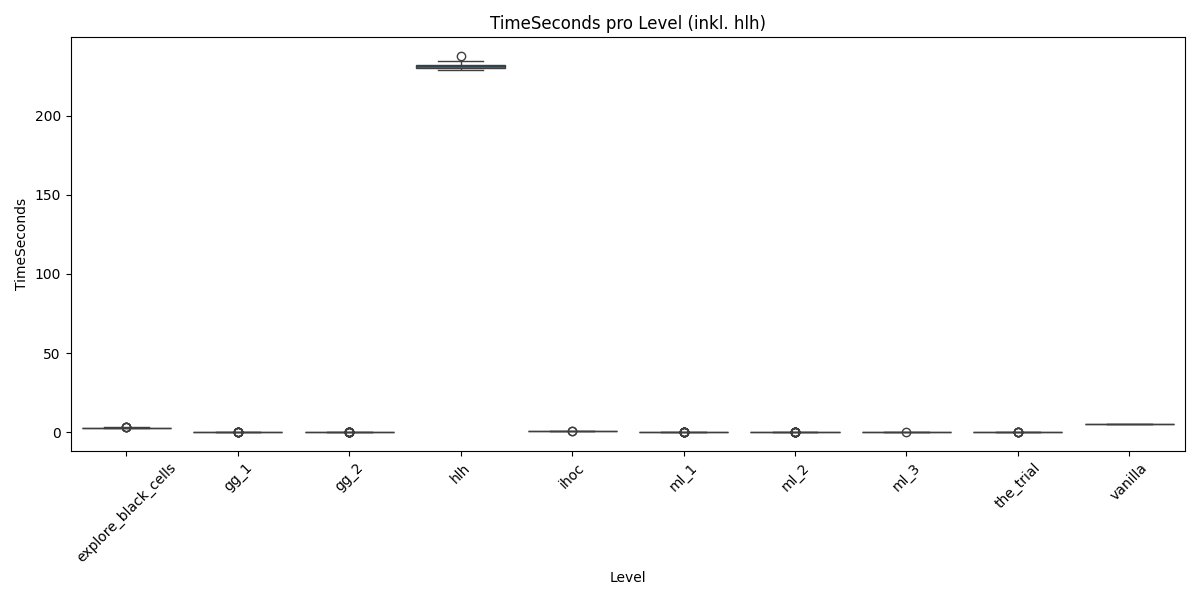 TimeSeconds pro Level (inkl. hlh)
TimeSeconds
200
150
100
50
0
explore_black_cells
gg_1
gg_2
hlh
ihoc
ml_1
ml_2
ml_3
the_trial
vanilla
Level